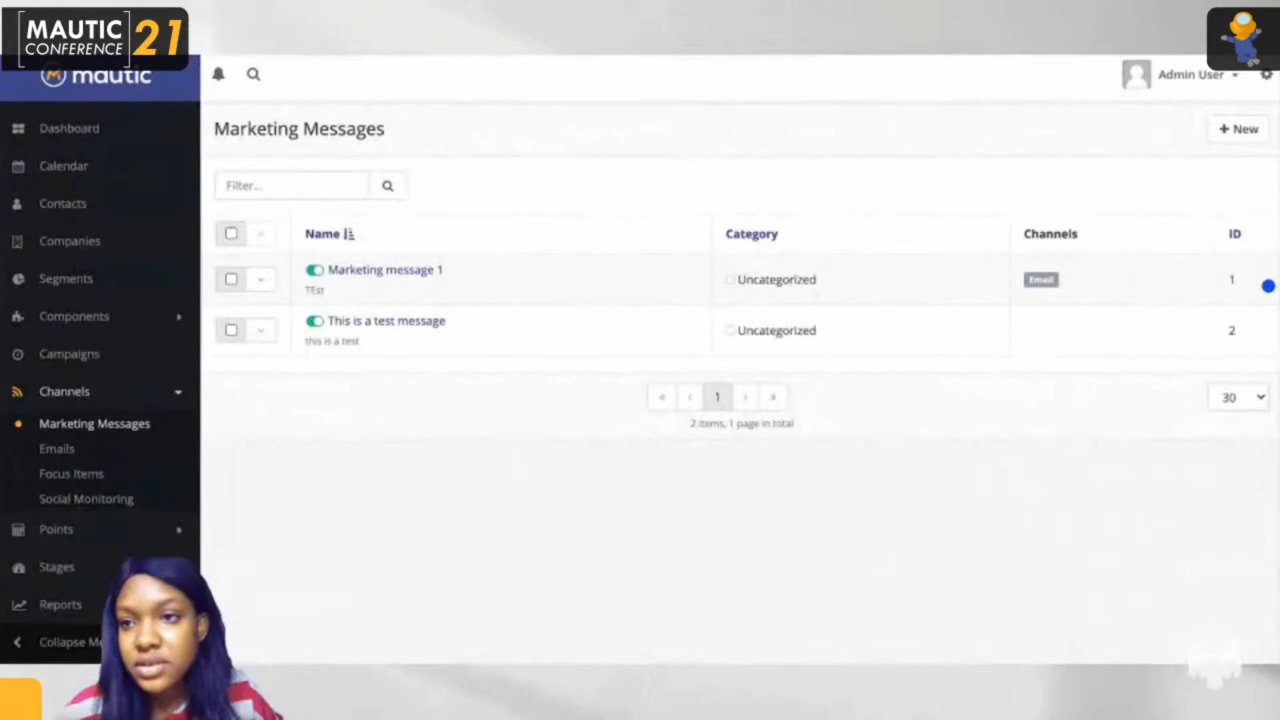 MAUTIC
CONFERENCE 21
mautic
Admin User
Dashboard
Marketing Messages
+ New
Calendar
Filter...
Contacts
Name
Category
Channels
ID
Companies
Marketing message 1
TEst
Uncategorized
Email
1
Segments
Components
This is a test message
this is a test
Uncategorized
2
Campaigns
Channels
« ‹ 1 › »
30
2 items, 1 page in total
Marketing Messages
Emails
Focus Items
Social Monitoring
Points
Stages
Reports
Collapse